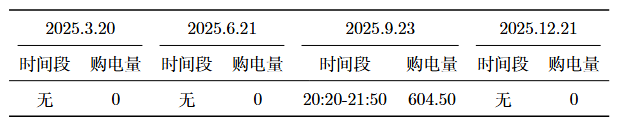 2025.3.20 2025.6.21 2025.9.23 2025.12.21
时间段 购电量 时间段 购电量 时间段 购电量 时间段 购电量
无 0 无 0 20:20-21:50 604.50 无 0